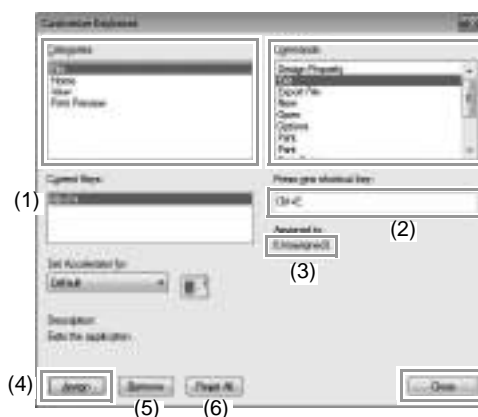 Customize Keyboard
Categories:
Commands:
File
Home
View
Print Preview
Design Property
Exit
Export File
New
Open
Options
Print
Print
Current Keys:
Press new shortcut key:
(1)
Ctrl+E
(2)
Assigned to:
[Unassigned]
(3)
Set Accelerator for:
Default
Description:
Exits the application.
(4)
Assign
Remove
Reset All
Close
(5)
(6)